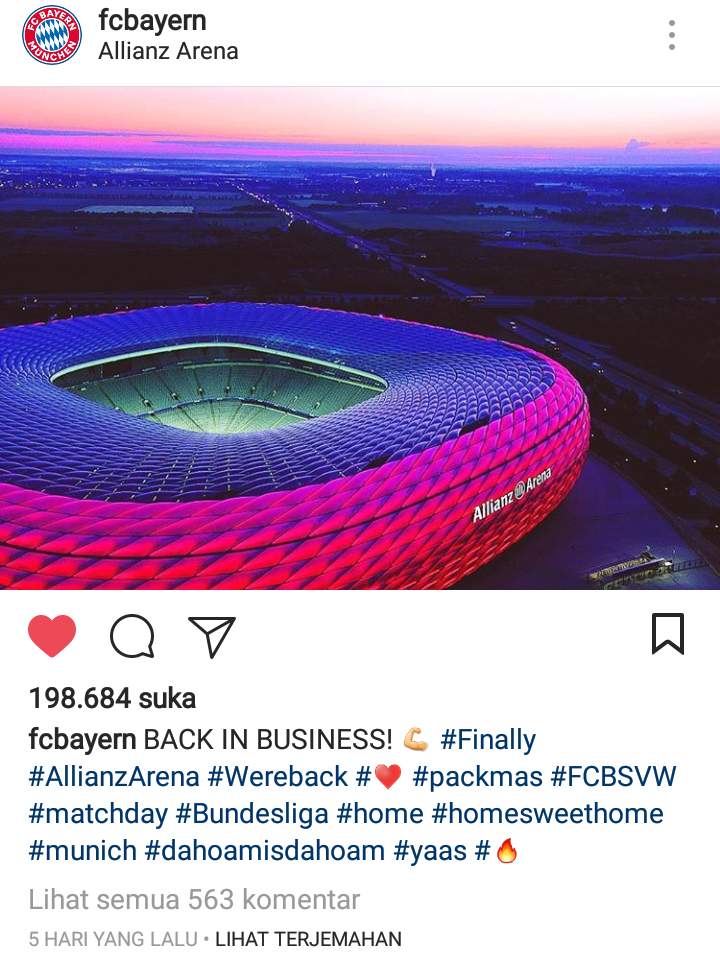 FC BAYERN
MÜNCHEN
fcbayern
Allianz Arena
Allianz Arena
198.684 suka
fcbayern BACK IN BUSINESS! 💪🏼 #Finally
#AllianzArena #Wereback #❤️ #packmas #FCBSVW
#matchday #Bundesliga #home #homesweethome
#munich #dahoamisdahoam #yaas #🔥
Lihat semua 563 komentar
5 HARI YANG LALU • LIHAT TERJEMAHAN